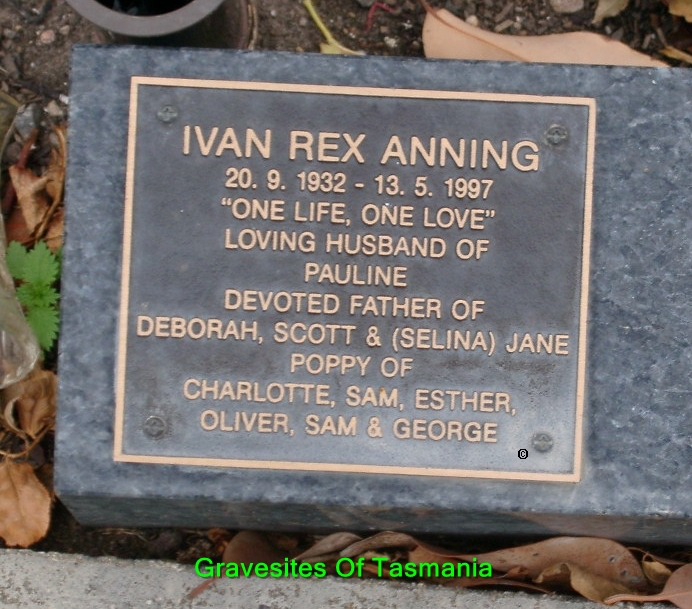 IVAN REX ANNING
20. 9. 1932 - 13. 5. 1997
“ONE LIFE, ONE LOVE”
LOVING HUSBAND OF
PAULINE
DEVOTED FATHER OF
DEBORAH, SCOTT & (SELINA) JANE
POPPY OF
CHARLOTTE, SAM, ESTHER,
OLIVER, SAM & GEORGE
©
Gravesites Of Tasmania